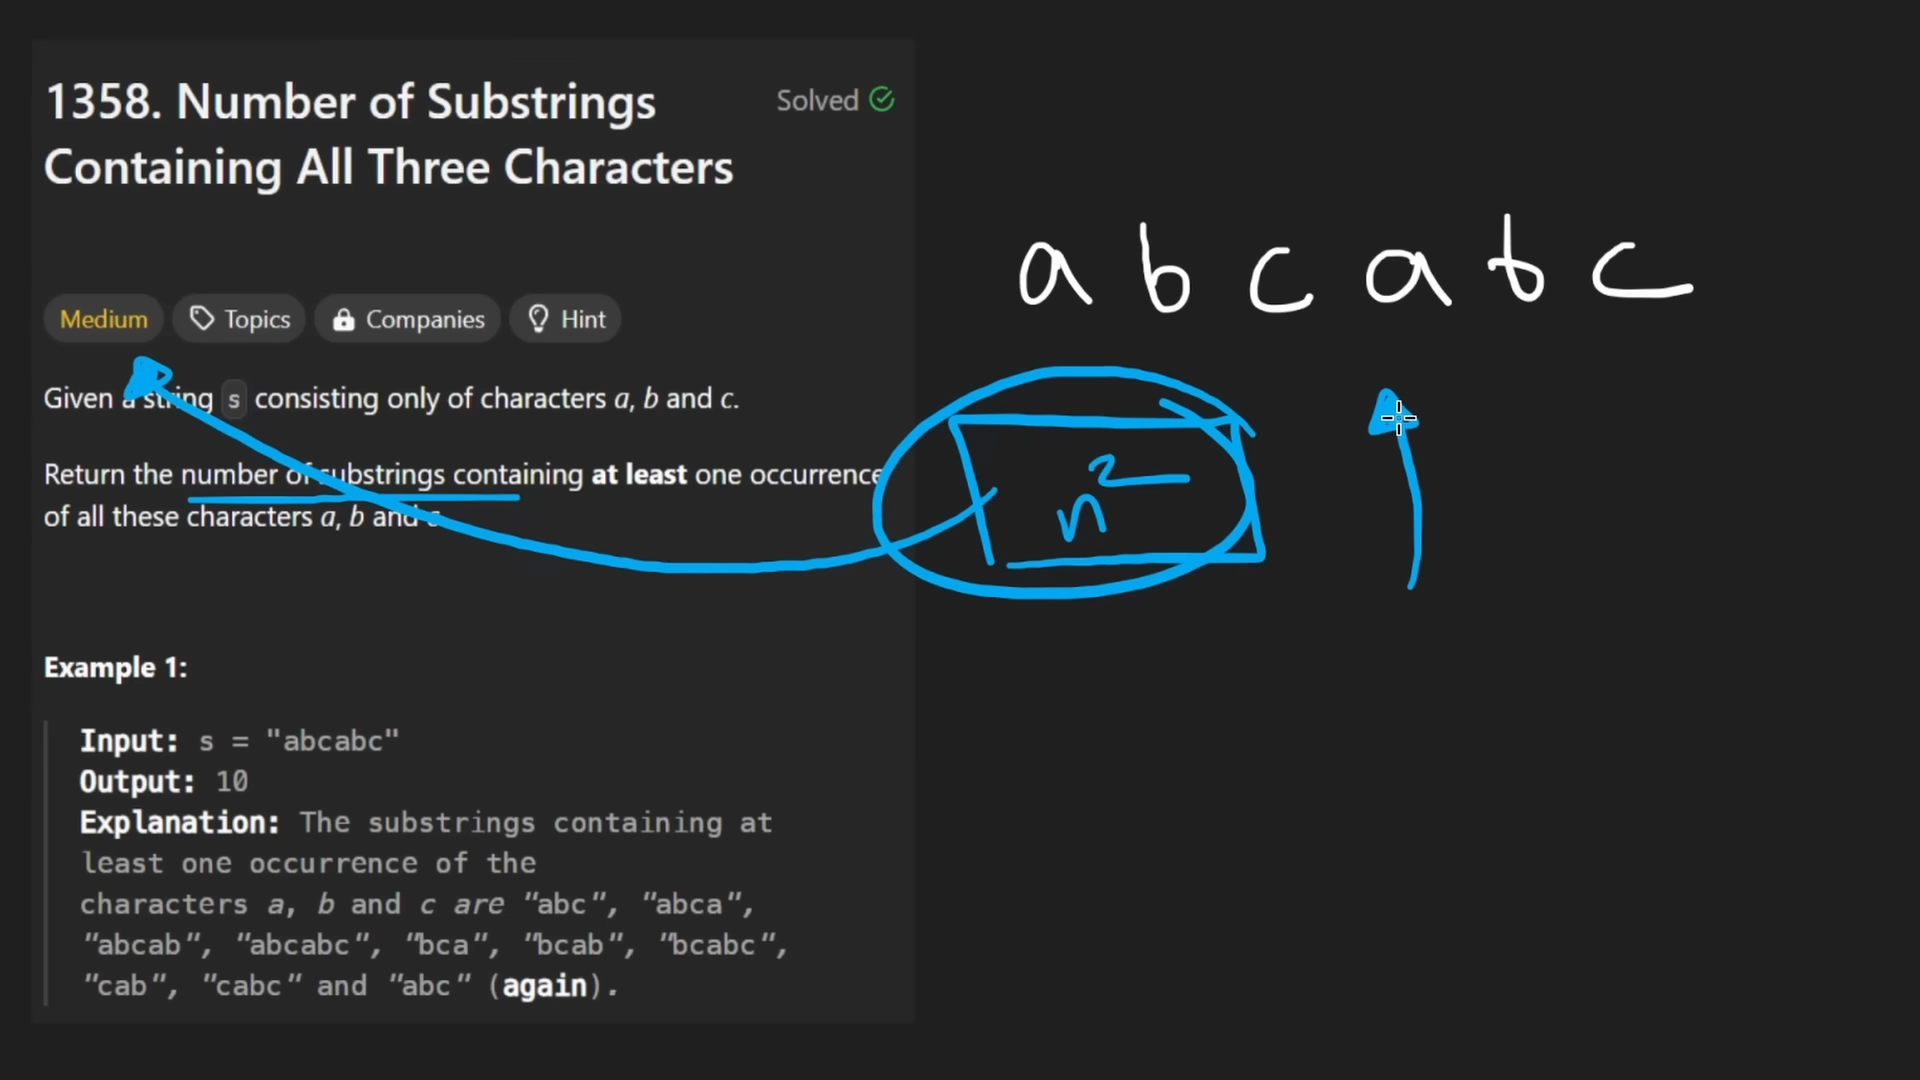 1358. Number of Substrings
Containing All Three Characters
Solved
Medium Topics Companies Hint
Given a string s consisting only of characters a, b and c.
Return the number of substrings containing at least one occurrence
of all these characters a, b and c
Example 1:
Input: s = "abcabc"
Output: 10
Explanation: The substrings containing at
least one occurrence of the
characters a, b and c are "abc", "abca",
"abcab", "abcabc", "bca", "bcab", "bcabc",
"cab", "cabc" and "abc" (again).
a b c a b c
n²